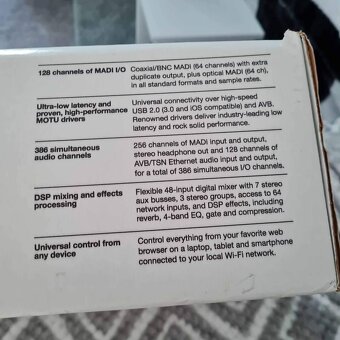 128 channels of MADI I/O
Coaxial/BNC MADI (64 channels) with extra
duplicate output, plus optical MADI (64 ch),
in all standard formats and sample rates.
Ultra-low latency and
proven, high-performance
MOTU drivers
Universal connectivity over high-speed
USB 2.0 (3.0 and iOS compatible) and AVB.
Renowned drivers deliver industry-leading low
latency and rock solid performance.
386 simultaneous
audio channels
256 channels of MADI input and output,
stereo headphone out and 128 channels of
AVB/TSN Ethernet audio input and output,
for a total of 386 simultaneous I/O channels.
DSP mixing and effects
processing
Flexible 48-input digital mixer with 7 stereo
aux busses, 3 stereo groups, access to 64
network inputs, and DSP effects, including
reverb, 4-band EQ, gate and compression.
Universal control from
any device
Control everything from your favorite web
browser on a laptop, tablet and smartphone
connected to your local Wi-Fi network.